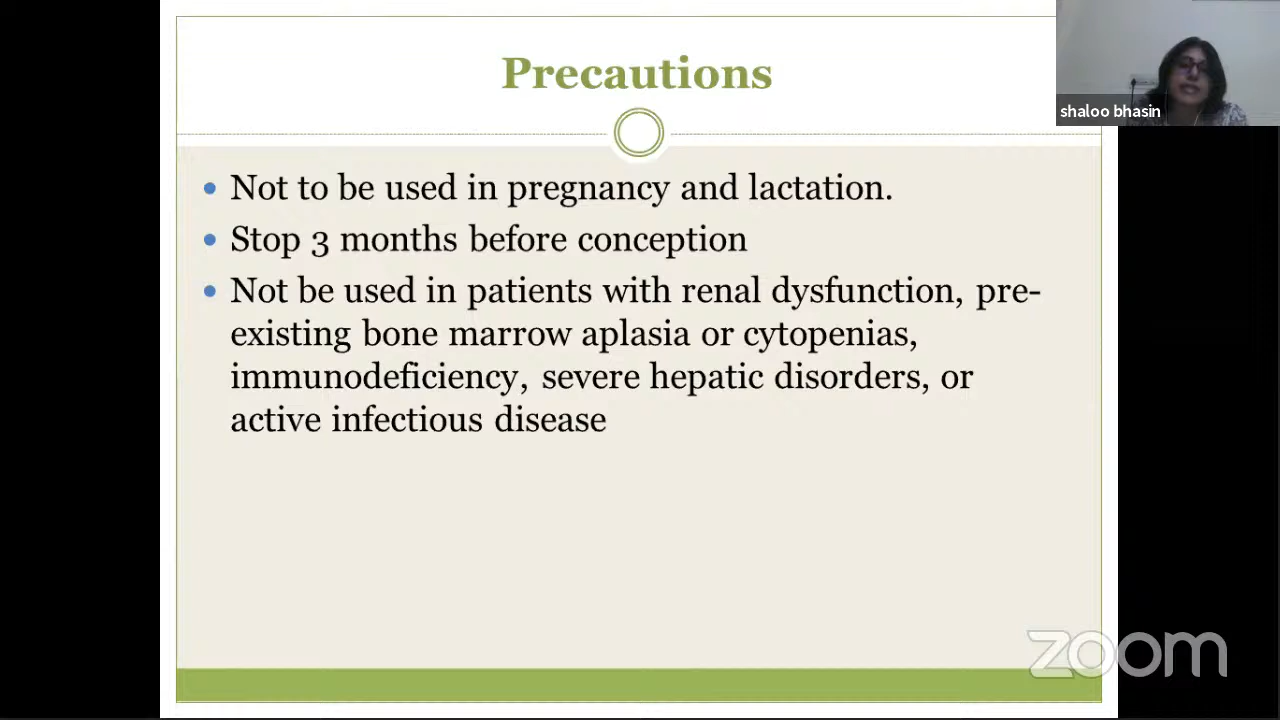 Precautions
shaloo bhasin
• Not to be used in pregnancy and lactation.
• Stop 3 months before conception
• Not be used in patients with renal dysfunction, pre-
existing bone marrow aplasia or cytopenias,
immunodeficiency, severe hepatic disorders, or
active infectious disease
zoom